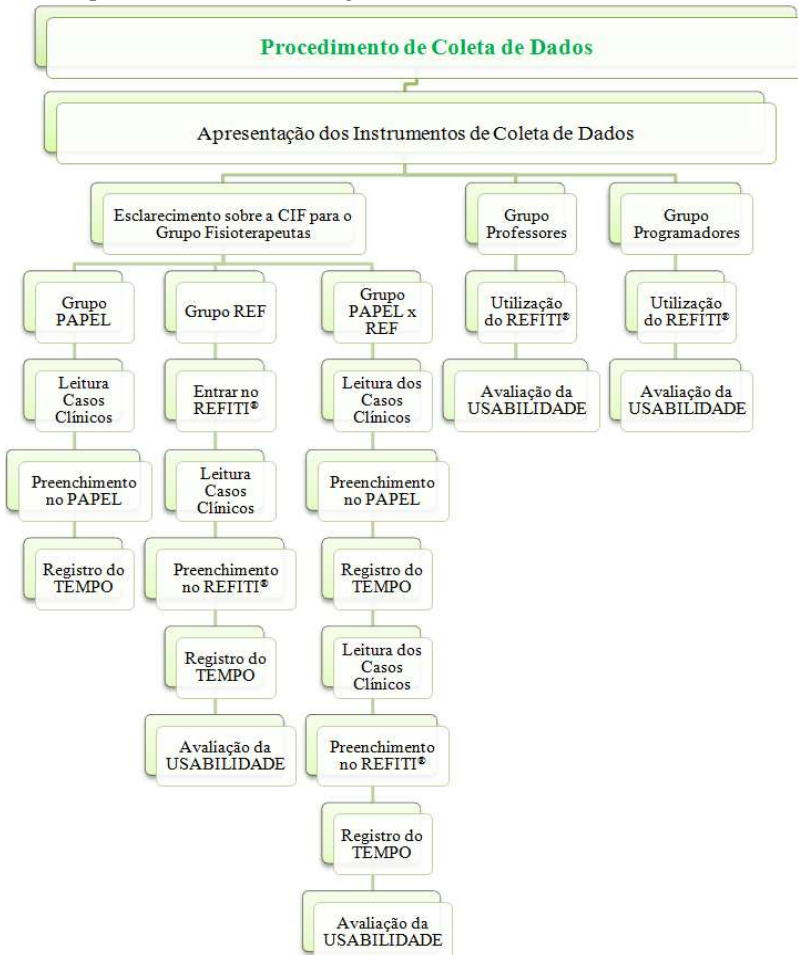 Procedimento de Coleta de Dados
Apresentação dos Instrumentos de Coleta de Dados
Esclarecimento sobre a CIF para o
Grupo Fisioterapeutas
Grupo
Professores
Grupo
Programadores
Grupo
PAPEL
Grupo REF
Grupo
PAPEL x
REF
Utilização
do REFITI®
Utilização
do REFITI®
Leitura
Casos
Clínicos
Entrar no
REFITI®
Leitura dos
Casos
Clínicos
Avaliação da
USABILIDADE
Avaliação da
USABILIDADE
Preenchimento
no PAPEL
Leitura
Casos
Clínicos
Preenchimento
no PAPEL
Registro do
TEMPO
Preenchimento
no REFITI®
Registro do
TEMPO
Registro do
TEMPO
Leitura dos
Casos
Clínicos
Avaliação da
USABILIDADE
Preenchimento
no REFITI®
Registro do
TEMPO
Avaliação da
USABILIDADE